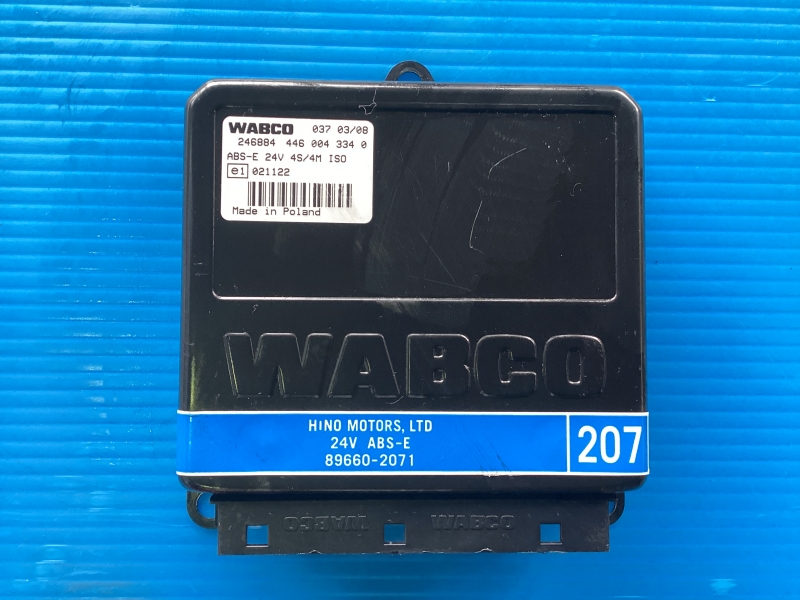 WABCO 037 03/08
246884 446 004 334 0
ABS-E 24V 4S/4M ISO
e1 021122
Made in Poland
WABCO
HINO MOTORS, LTD
24V ABS-E
89660-2071
207
WABCO WABCO